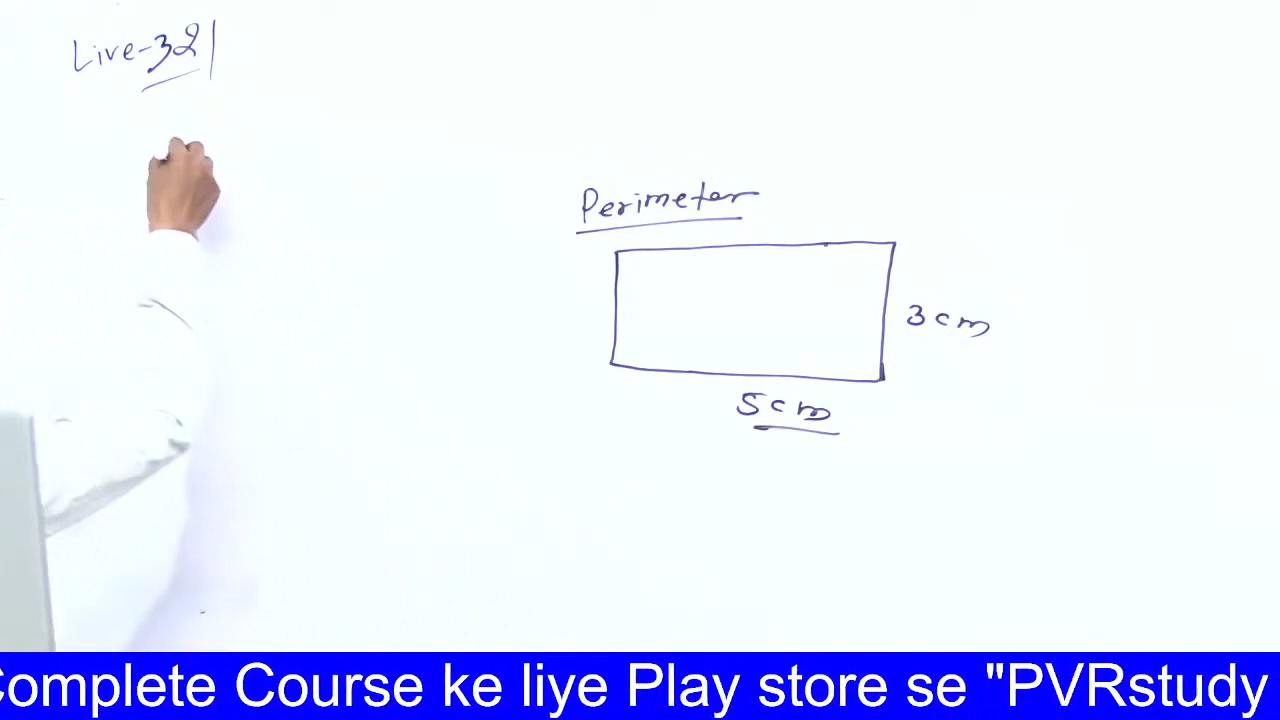 Live-321
Perimeter
3cm
5cm
Complete Course ke liye Play store se "PVRstudy